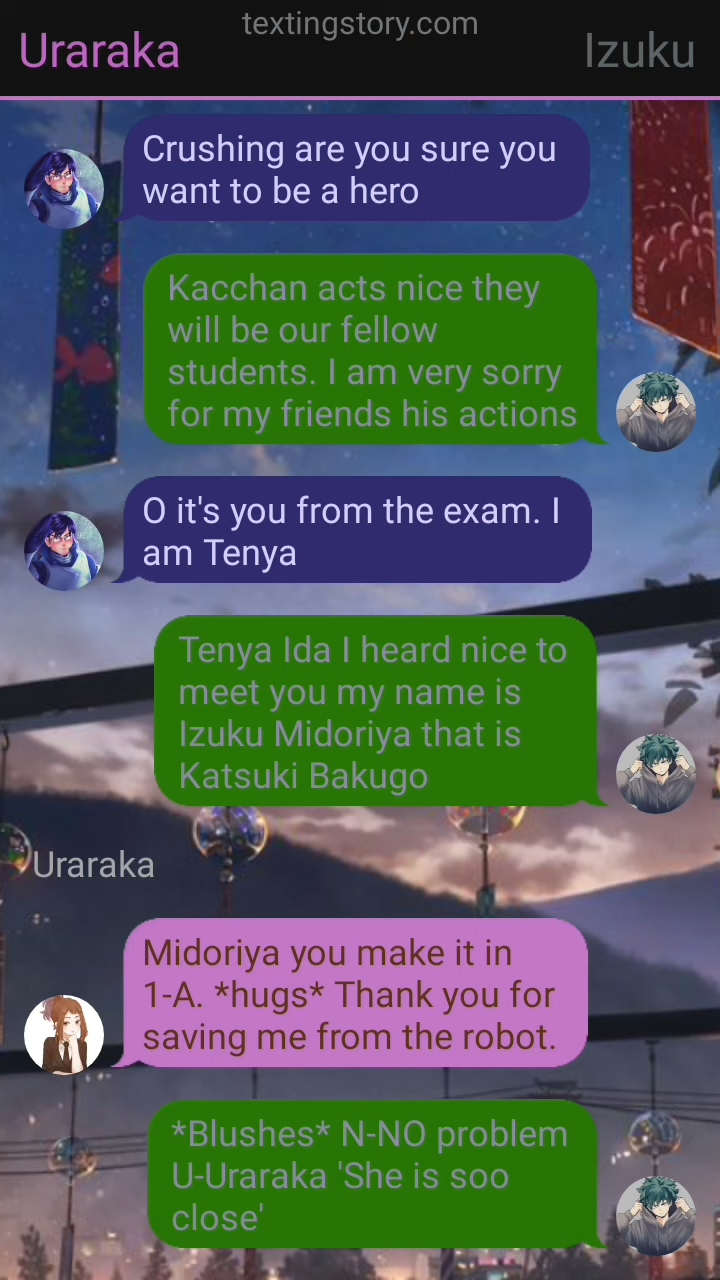 textingstory.com
Uraraka
Izuku
Crushing are you sure you
want to be a hero
Kacchan acts nice they
will be our fellow
students. I am very sorry
for my friends his actions
O it's you from the exam. I
am Tenya
Tenya Ida I heard nice to
meet you my name is
Izuku Midoriya that is
Katsuki Bakugo
Uraraka
Midoriya you make it in
1-A. *hugs* Thank you for
saving me from the robot.
*Blushes* N-NO problem
U-Uraraka 'She is soo
close'